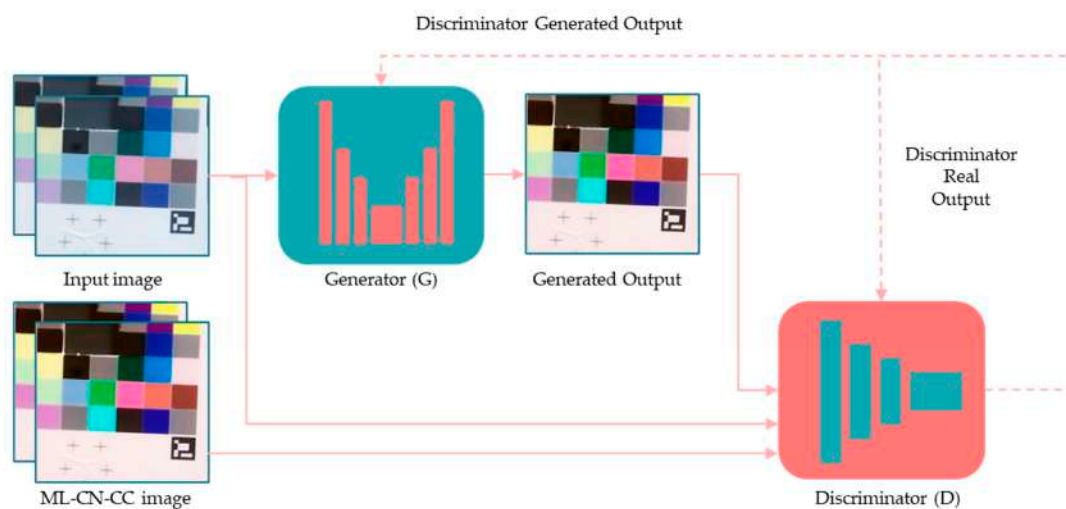 Discriminator Generated Output
Discriminator
Real
Output
Input image
Generator (G)
Generated Output
ML-CN-CC image
Discriminator (D)